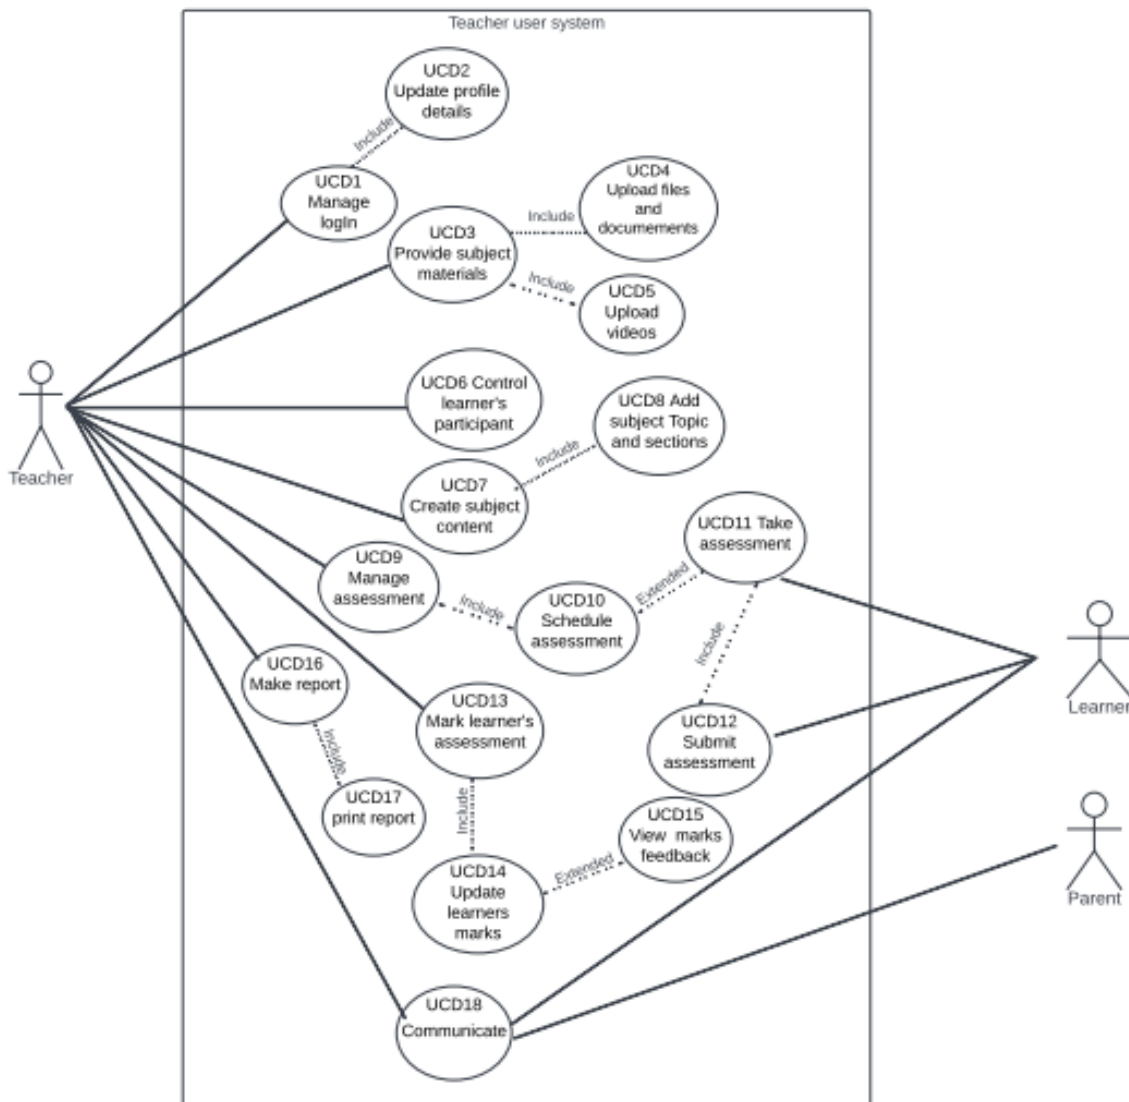 Teacher user system
UCD2
Update profile
details
Include
UCD1
Manage
logIn
UCD4
Upload files
and
documements
Include
UCD3
Provide subject
materials
Include
UCD5
Upload
videos
UCD6 Control
learner's
participant
UCD8 Add
subject Topic
and sections
Include
UCD7
Create subject
content
Teacher
UCD11 Take
assessment
UCD9
Manage
assessment
Include
UCD10
Schedule
assessment
Extended
Include
UCD16
Make report
Include
UCD17
print report
UCD13
Mark learner's
assessment
Include
UCD12
Submit
assessment
Learner
UCD15
View marks
feedback
Extended
UCD14
Update
learners
marks
Parent
UCD18
Communicate